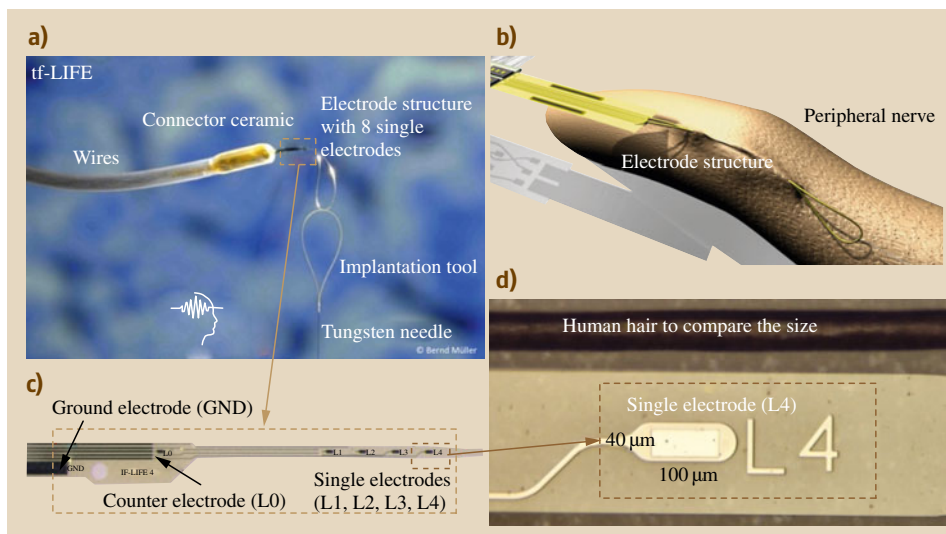 a)
tf-LIFE
Connector ceramic
Electrode structure
with 8 single
electrodes
Wires
Implantation tool
Tungsten needle
© Bernd Müller
b)
Peripheral nerve
Electrode structure
c)
Ground electrode (GND)
L0
L1
L2
L3
L4
GND
IF-LIFE 4
Counter electrode (L0)
Single electrodes
(L1, L2, L3, L4)
d)
Human hair to compare the size
Single electrode (L4)
40 µm
100 µm
L4